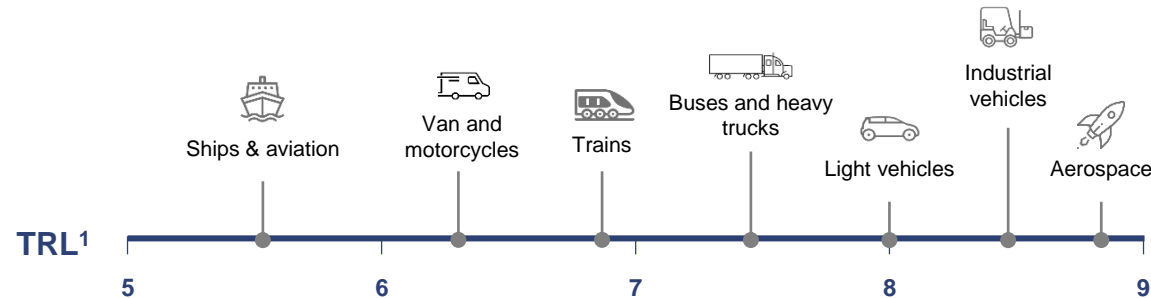 Ships & aviation
Van and
motorcycles
Trains
Buses and heavy
trucks
Light vehicles
Industrial
vehicles
Aerospace
TRL¹
5
6
7
8
9